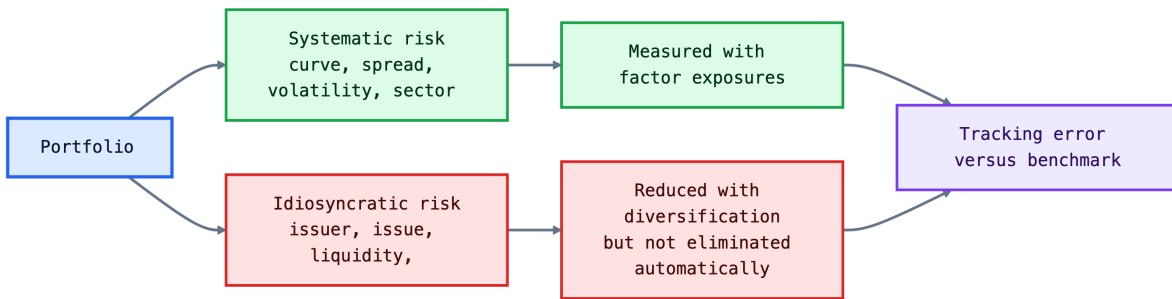 Portfolio
Systematic risk
curve, spread,
volatility, sector
Measured with
factor exposures
Idiosyncratic risk
issuer, issue,
liquidity,
Reduced with
diversification
but not eliminated
automatically
Tracking error
versus benchmark